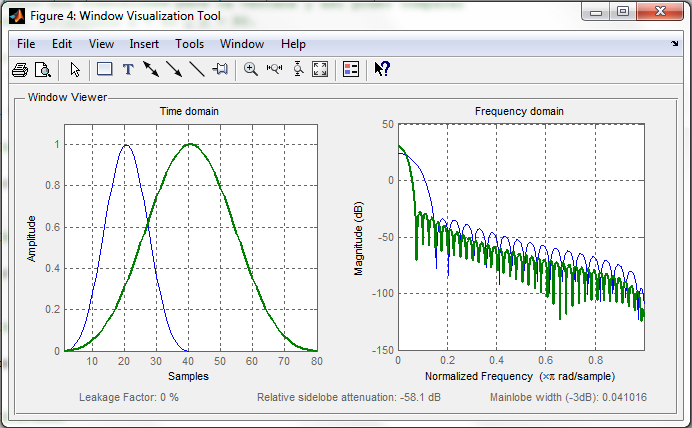 Figure 4: Window Visualization Tool
File Edit View Insert Tools Window Help
Window Viewer
Time domain
1
0.8
0.6
0.4
0.2
0
10 20 30 40 50 60 70 80
Amplitude
Samples
Frequency domain
50
0
-50
-100
-150
0 0.2 0.4 0.6 0.8
Magnitude (dB)
Normalized Frequency (×π rad/sample)
Leakage Factor: 0 % Relative sidelobe attenuation: -58.1 dB Mainlobe width (-3dB): 0.041016